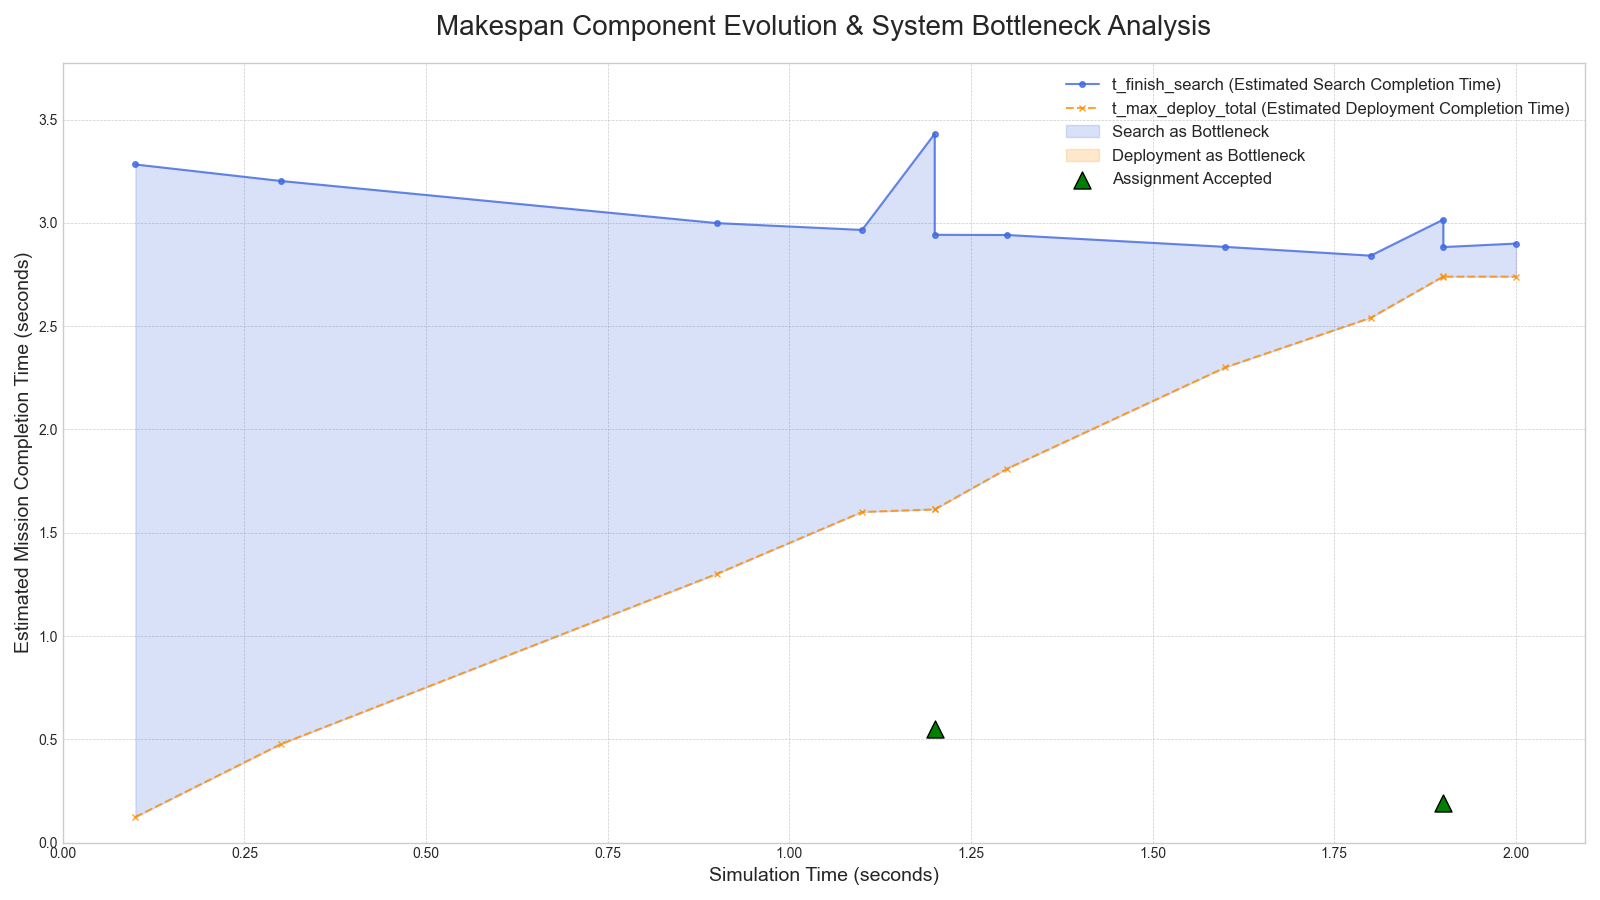 Makespan Component Evolution & System Bottleneck Analysis
t_finish_search (Estimated Search Completion Time)
t_max_deploy_total (Estimated Deployment Completion Time)
Search as Bottleneck
Deployment as Bottleneck
Assignment Accepted
Estimated Mission Completion Time (seconds)
3.5
3.0
2.5
2.0
1.5
1.0
0.5
0.0
0.00 0.25 0.50 0.75 1.00 1.25 1.50 1.75 2.00
Simulation Time (seconds)